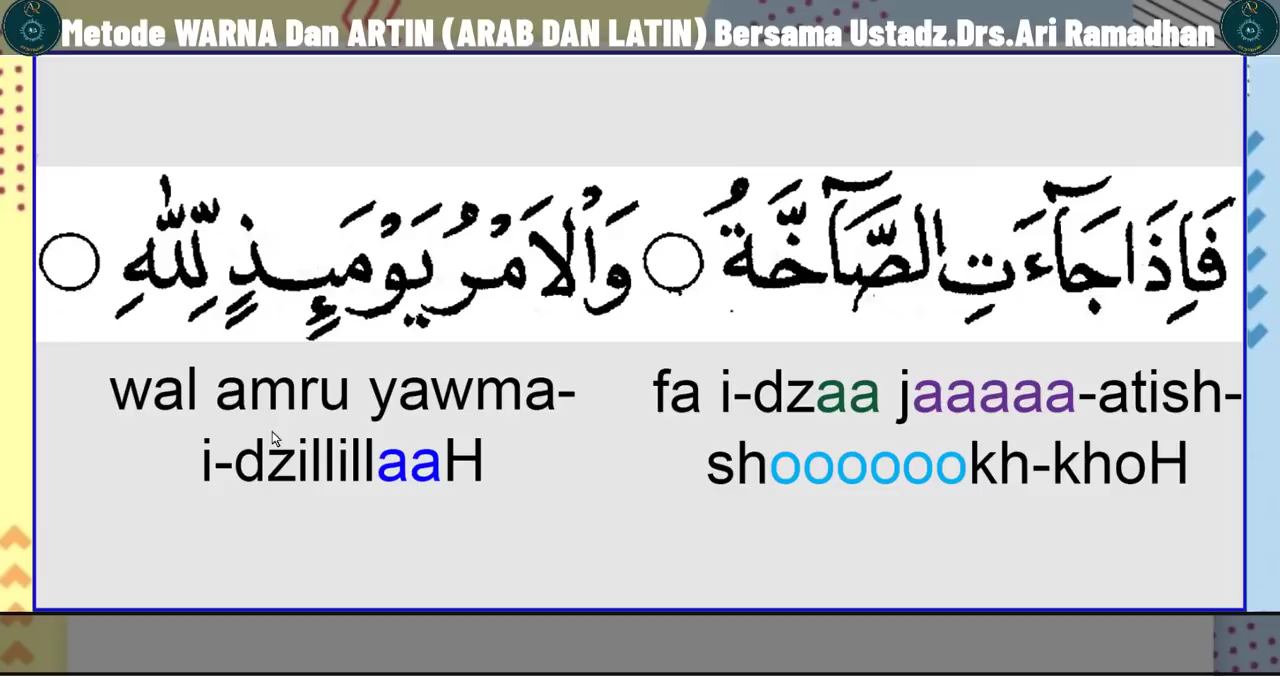 Metode WARNA Dan ARTIN (ARAB DAN LATIN) Bersama Ustadz.Drs.Ari Ramadhan
فَاِذَا جَآءَتِ الصَّآخَّةُ ○ وَالْاَمْرُ يَوْمَىِٕذٍ لِّلّٰهِ ○
fa i-dzaa jaaaaa-atish-
shooooookh-khoH
wal amru yawma-
i-dzillillaaH